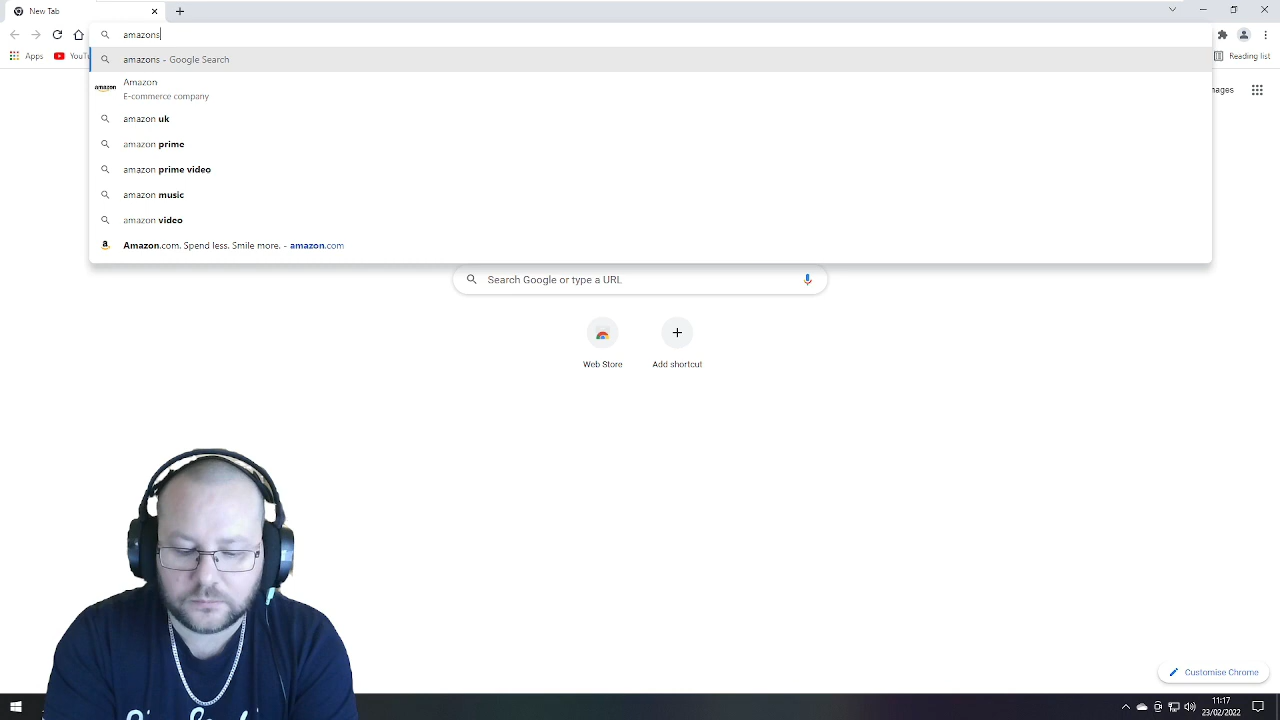 New Tab
amazons
Apps
YouTu
Reading list
amazons - Google Search
amazon
Amazon
E-commerce company
amazon uk
amazon prime
amazon prime video
amazon music
amazon video
a
Amazon.com. Spend less. Smile more. - amazon.com
Search Google or type a URL
Web Store
Add shortcut
Customise Chrome
11:17
23/02/2022